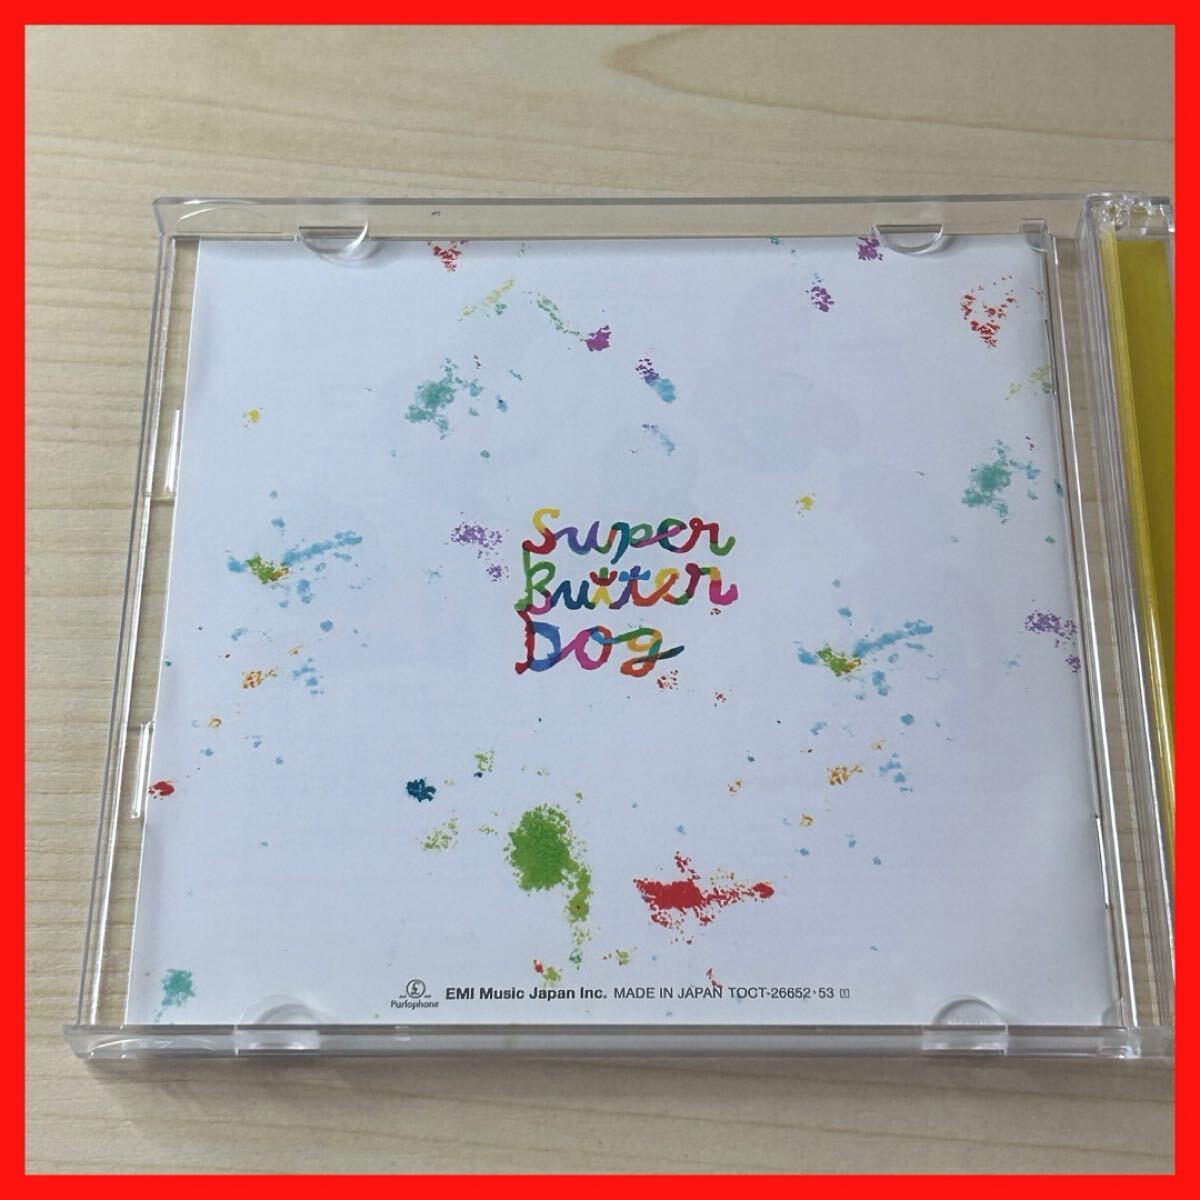 Super
Butter
Dog
Parlophone
EMI Music Japan Inc. MADE IN JAPAN TOCT-26652・53